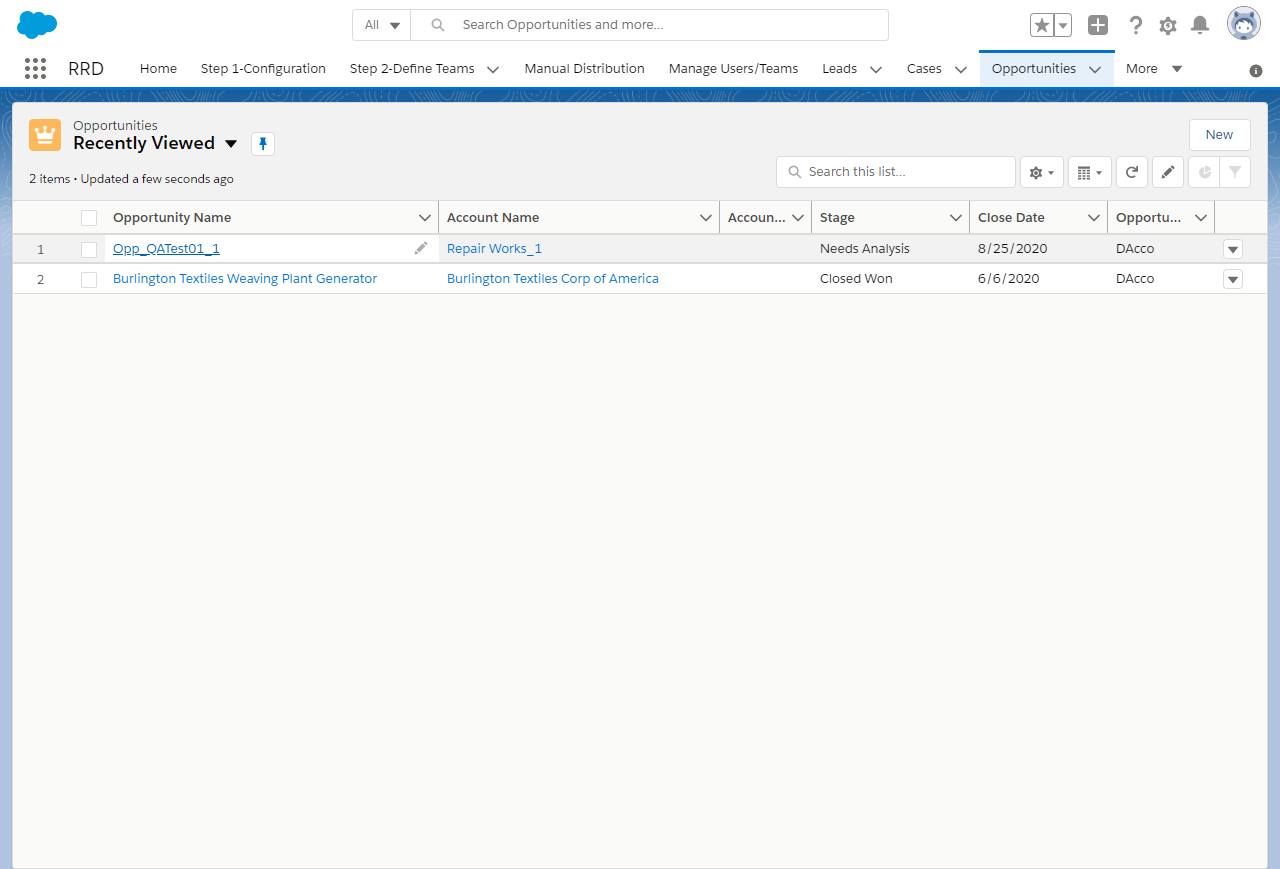 All
Search Opportunities and more...
RRD
Home
Step 1-Configuration
Step 2-Define Teams
Manual Distribution
Manage Users/Teams
Leads
Cases
Opportunities
More
Opportunities
Recently Viewed
New
2 items • Updated a few seconds ago
Search this list...
Opportunity Name
Account Name
Accoun...
Stage
Close Date
Opportu...
1
Opp_QATest01_1
Repair Works_1
Needs Analysis
8/25/2020
DAcco
2
Burlington Textiles Weaving Plant Generator
Burlington Textiles Corp of America
Closed Won
6/6/2020
DAcco